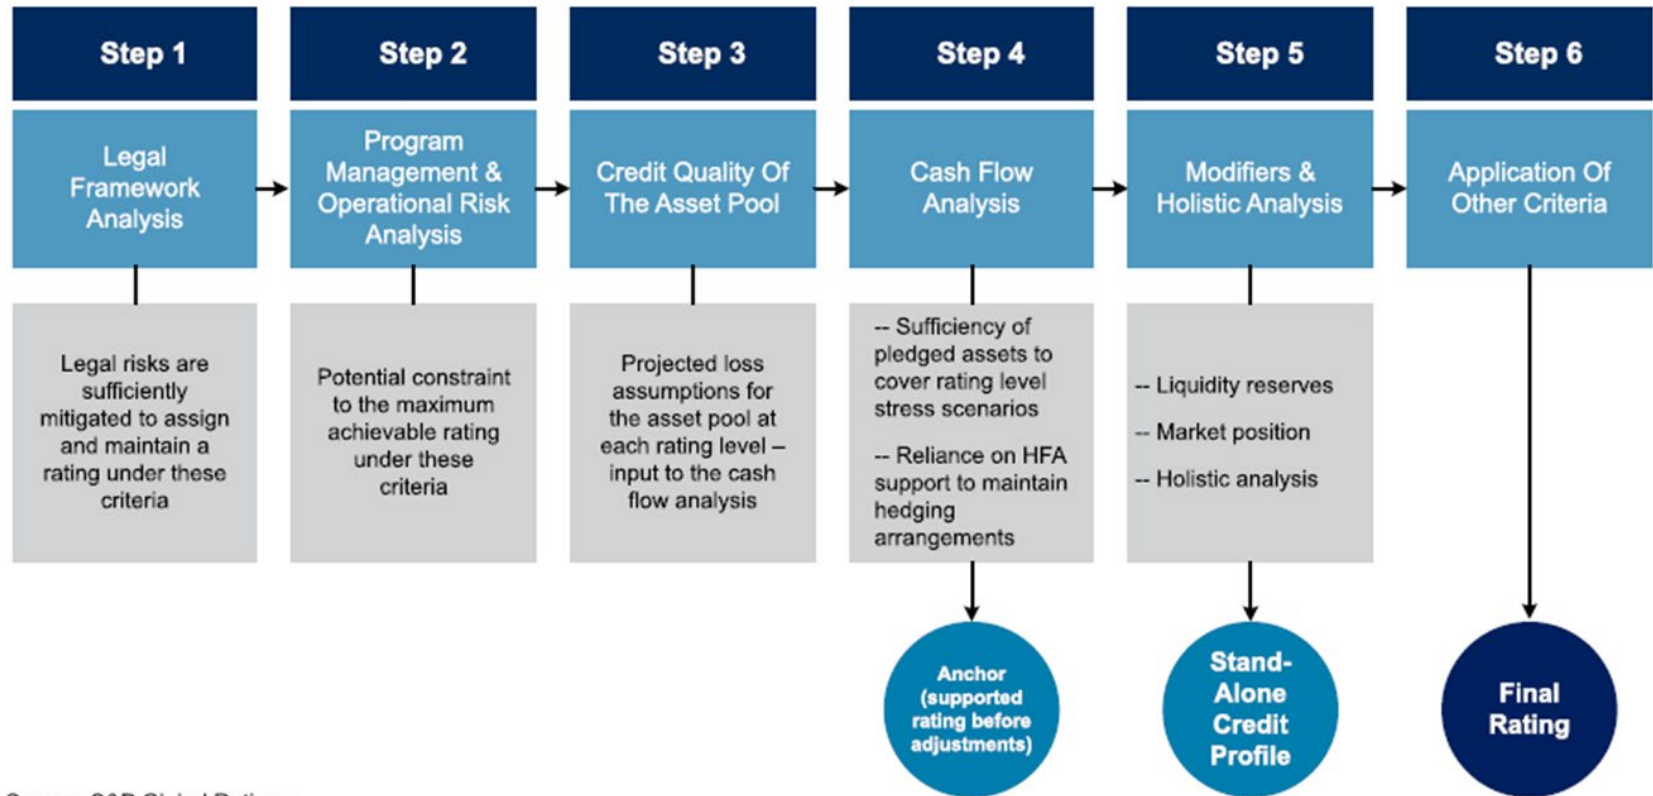 Step 1
Step 2
Step 3
Step 4
Step 5
Step 6
Legal
Framework
Analysis
Program
Management &
Operational Risk
Analysis
Credit Quality Of
The Asset Pool
Cash Flow
Analysis
Modifiers &
Holistic Analysis
Application Of
Other Criteria
Legal risks are
sufficiently
mitigated to assign
and maintain a
rating under these
criteria
Potential constraint
to the maximum
achievable rating
under these
criteria
Projected loss
assumptions for
the asset pool at
each rating level –
input to the cash
flow analysis
-- Sufficiency of
pledged assets to
cover rating level
stress scenarios
-- Reliance on HFA
support to maintain
hedging
arrangements
-- Liquidity reserves
-- Market position
-- Holistic analysis
Anchor
(supported
rating before
adjustments)
Stand-
Alone
Credit
Profile
Final
Rating